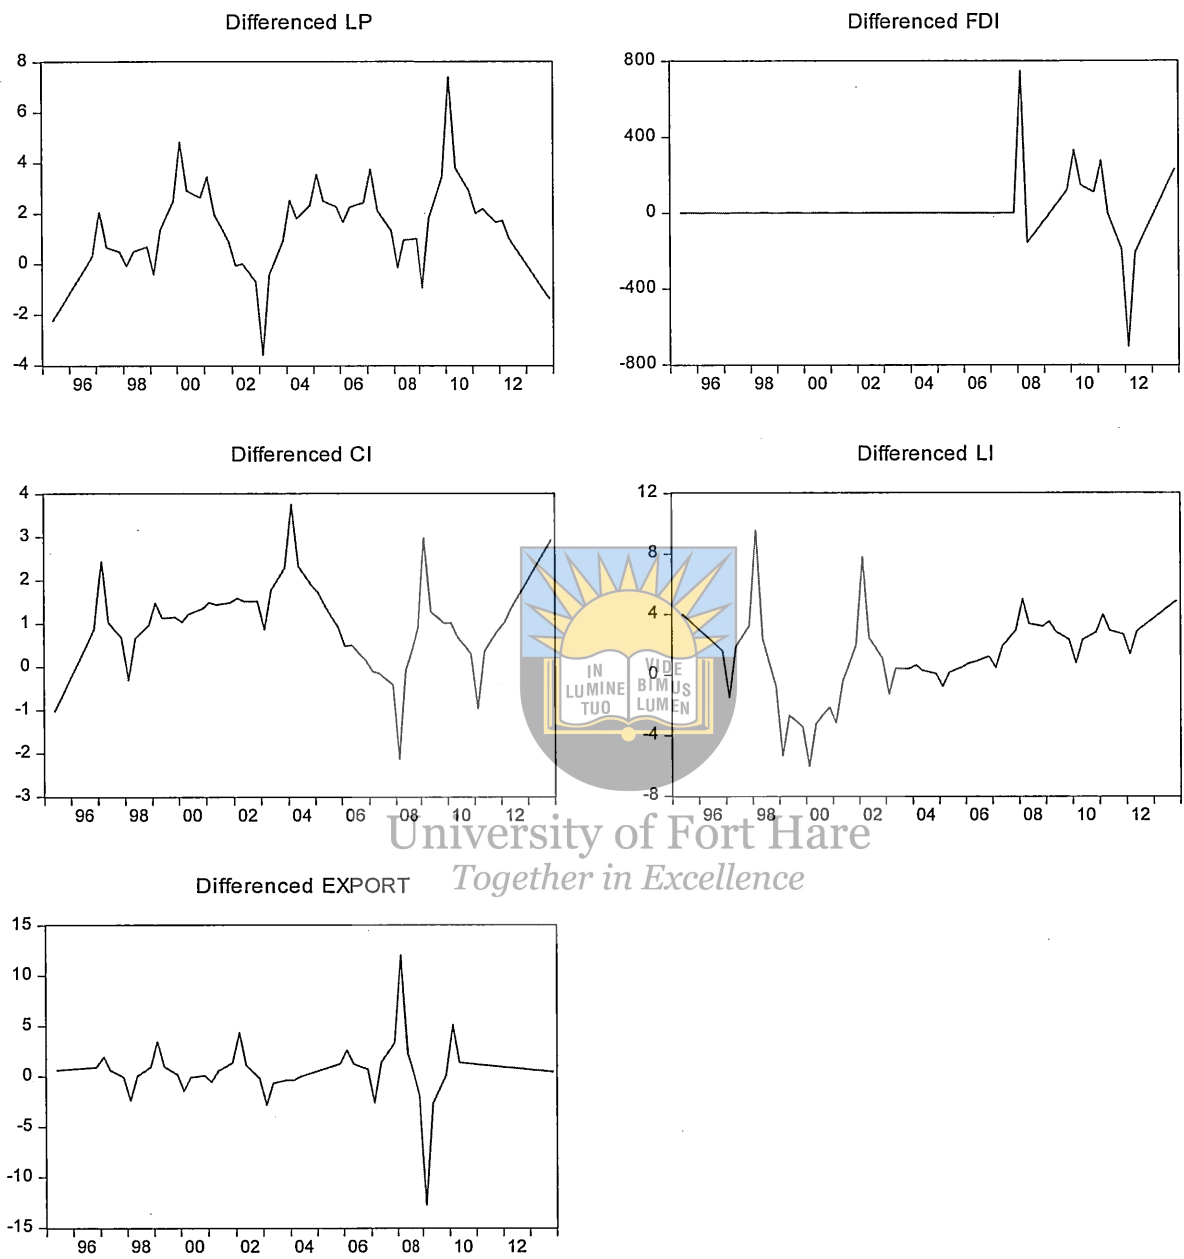 Differenced LP
8
6
4
2
0
-2
-4
96 98 00 02 04 06 08 10 12
Differenced FDI
800
400
0
-400
-800
96 98 00 02 04 06 08 10 12
Differenced CI
4
3
2
1
0
-1
-2
-3
96 98 00 02 04 06 08 10 12
Differenced LI
12
8
4
0
-4
-8
96 98 00 02 04 06 08 10 12
IN
LUMINE
TUO
VIDE
BIMUS
LUMEN
University of Fort Hare
Together in Excellence
Differenced EXPORT
15
10
5
0
-5
-10
-15
96 98 00 02 04 06 08 10 12